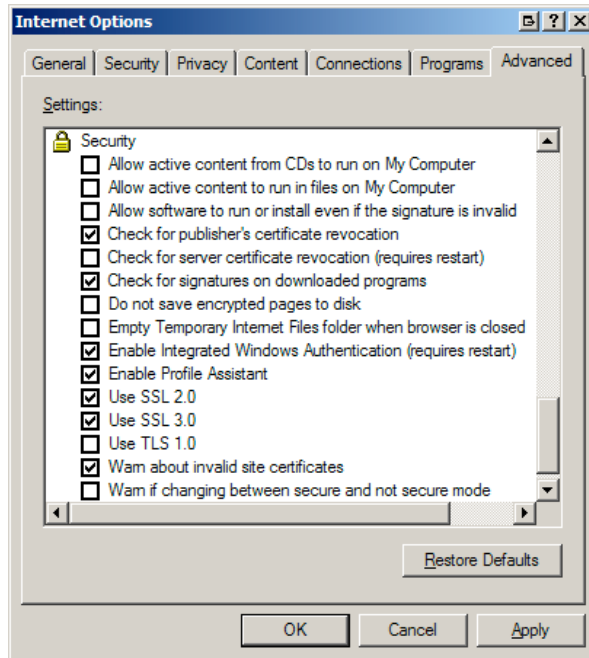 Internet Options
General Security Privacy Content Connections Programs Advanced
Settings:
Security
Allow active content from CDs to run on My Computer
Allow active content to run in files on My Computer
Allow software to run or install even if the signature is invalid
Check for publisher's certificate revocation
Check for server certificate revocation (requires restart)
Check for signatures on downloaded programs
Do not save encrypted pages to disk
Empty Temporary Internet Files folder when browser is closed
Enable Integrated Windows Authentication (requires restart)
Enable Profile Assistant
Use SSL 2.0
Use SSL 3.0
Use TLS 1.0
Warn about invalid site certificates
Warn if changing between secure and not secure mode
Restore Defaults
OK Cancel Apply